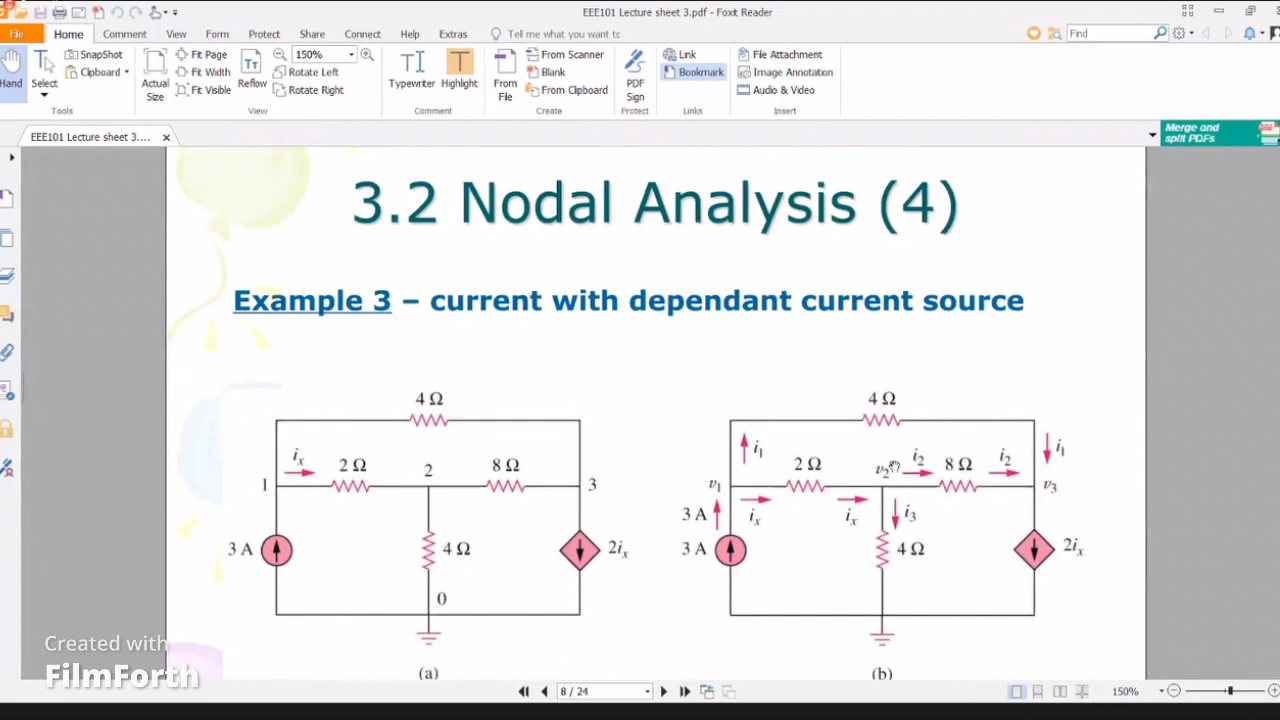 EEE101 Lecture sheet 3.pdf - Foxit Reader
File Home Comment View Form Protect Share Connect Help Extras Tell me what you want to Find
Hand Select SnapShot Clipboard
Tools
Actual Size Fit Page Fit Width Fit Visible Reflow 150% Rotate Left Rotate Right
View
Typewriter Highlight
Comment
From File From Scanner Blank From Clipboard
Create
PDF Sign
Protect
Link Bookmark
Links
File Attachment Image Annotation Audio & Video
Insert
EEE101 Lecture sheet 3....
Merge and split PDFs
3.2 Nodal Analysis (4)
Example 3 – current with dependant current source
4 Ω
iₓ 2 Ω 2 8 Ω
1 3
3 A 4 Ω 2iₓ
0
(a)
4 Ω
i₁ 2 Ω v₂ i₂ 8 Ω i₂ i₁
v₁ v₃
3 A iₓ iₓ i₃
3 A 4 Ω 2iₓ
(b)
Created with
FilmForth
8 / 24 150%